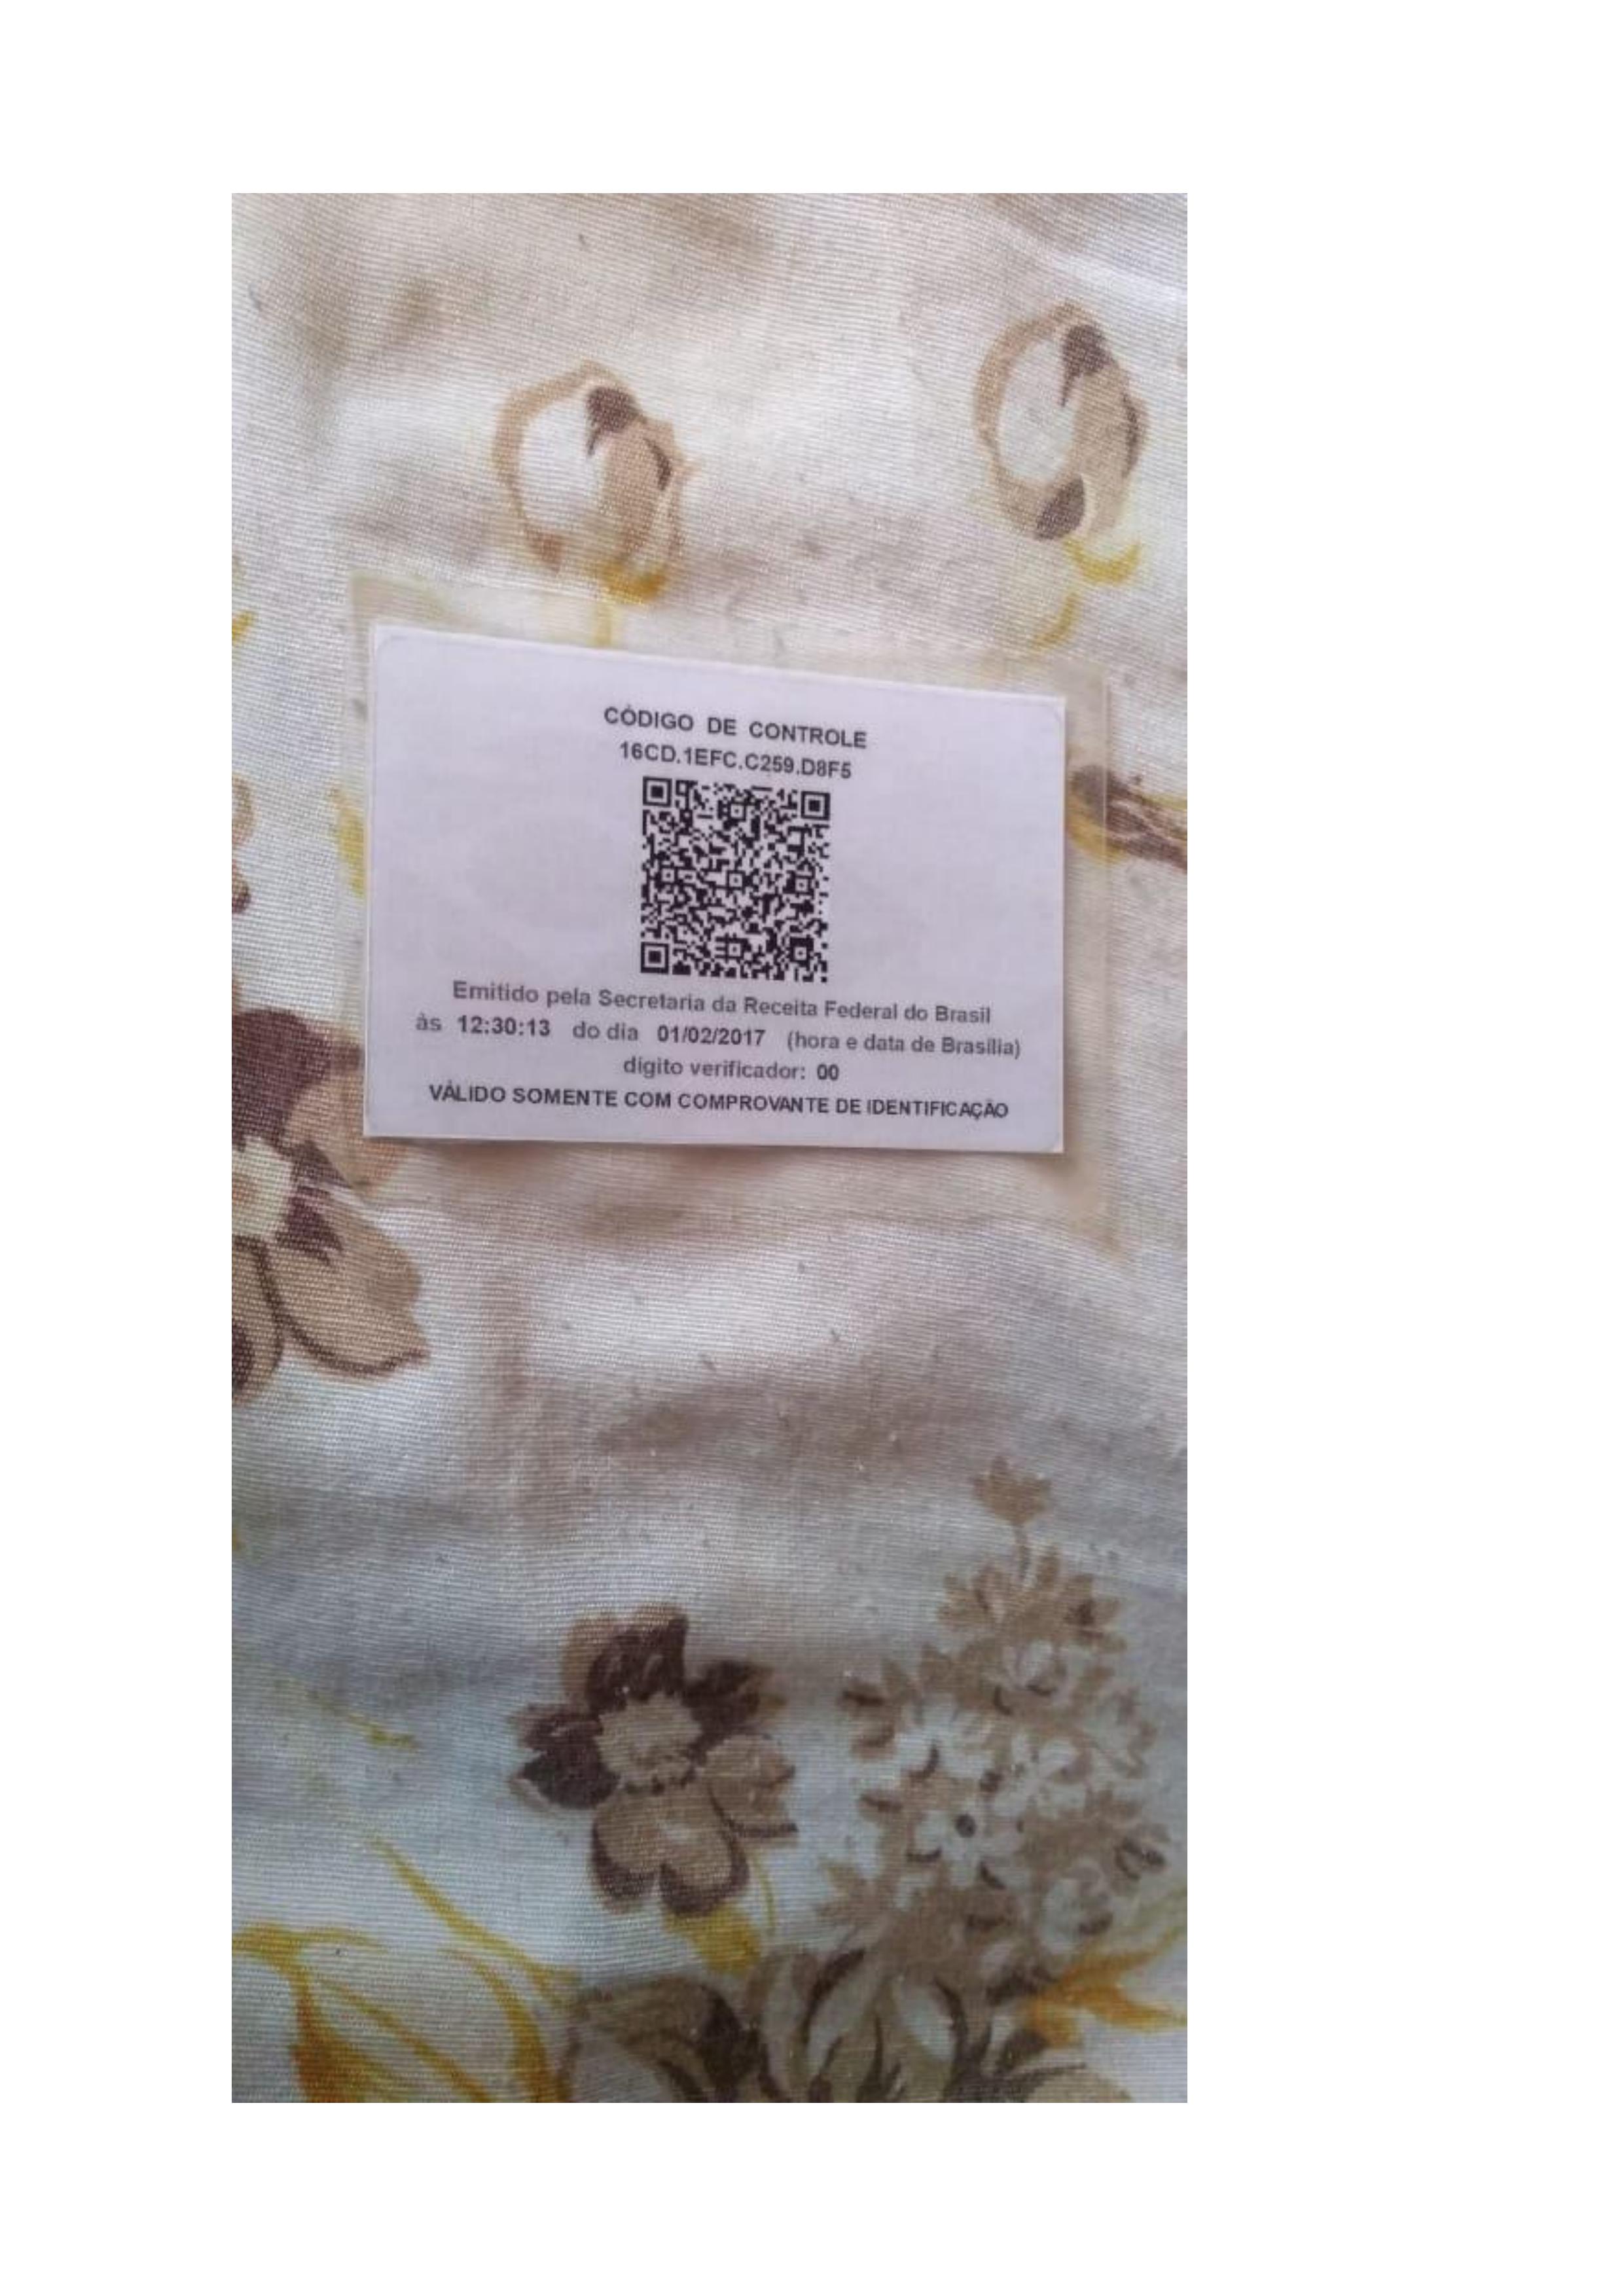 CÓDIGO DE CONTROLE
16CD.1EFC.C259.D8F5
Emitido pela Secretaria da Receita Federal do Brasil
às 12:30:13 do dia 01/02/2017 (hora e data de Brasília)
dígito verificador: 00
VÁLIDO SOMENTE COM COMPROVANTE DE IDENTIFICAÇÃO